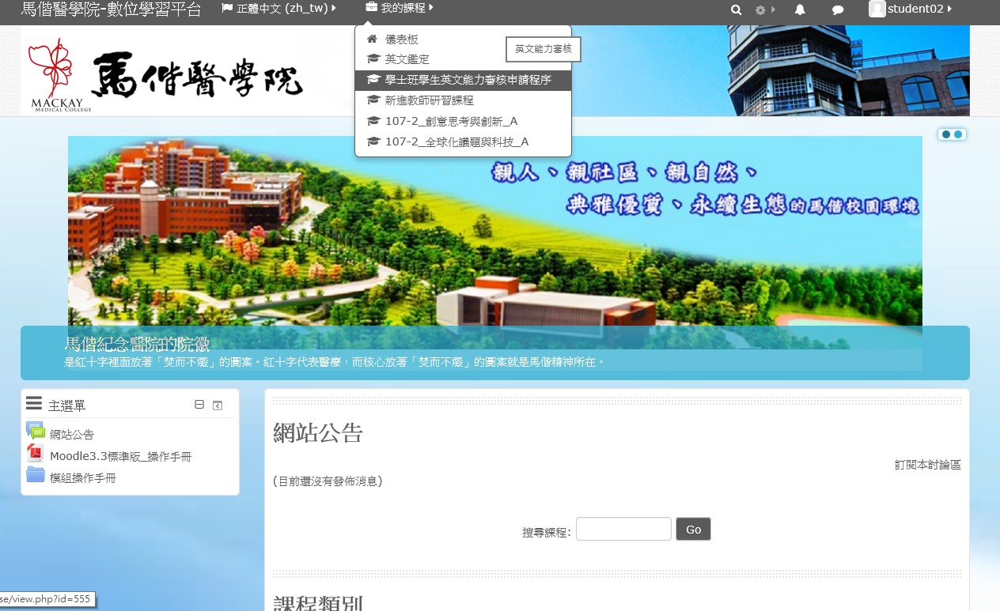 馬偕醫學院-數位學習平台
正體中文 (zh_tw)
我的課程
student02
儀表板
英文鑑定
學士班學生英文能力審核申請程序
新進教師研習課程
107-2_創意思考與創新_A
107-2_全球化議題與科技_A
英文能力審核
MACKAY
MEDICAL COLLEGE
馬偕醫學院
親人、親社區、親自然、
典雅優質、永續生態的馬偕校園環境
馬偕紀念醫院的院徽
是紅十字裡面放著「焚而不燬」的圖案。紅十字代表醫療，而核心放著「焚而不燬」的圖案就是馬偕精神所在。
主選單
網站公告
Moodle3.3標準版_操作手冊
模組操作手冊
網站公告
訂閱本討論區
(目前還沒有發佈消息)
搜尋課程:
Go
課程類別
se/view.php?id=555